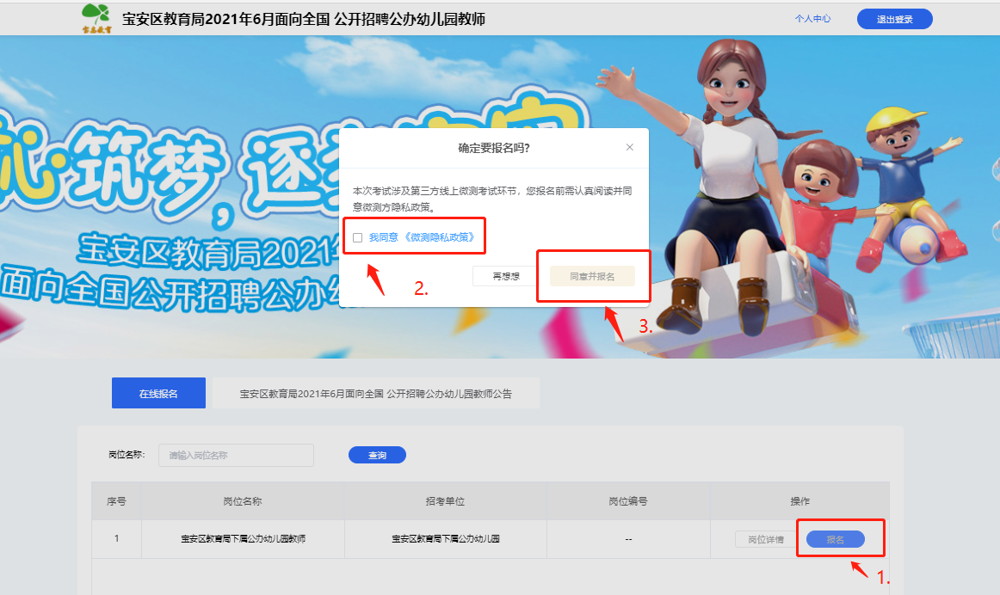 宝安区教育局2021年6月面向全国 公开招聘公办幼儿园教师
个人中心
退出登录
宝安教育
筑梦,逐
宝安区教育局2021
面向全国公开招聘公办
确定要报名吗?
本次考试涉及第三方线上微测考试环节，您报名前需认真阅读并同
意微测方隐私政策。
我同意 《微测隐私政策》
再想想
同意并报名
2.
3.
在线报名
宝安区教育局2021年6月面向全国 公开招聘公办幼儿园教师公告
岗位名称:
请输入岗位名称
查询
序号
岗位名称
招考单位
岗位编号
操作
1
宝安区教育局下属公办幼儿园教师
宝安区教育局下属公办幼儿园
--
岗位详情
报名
1.